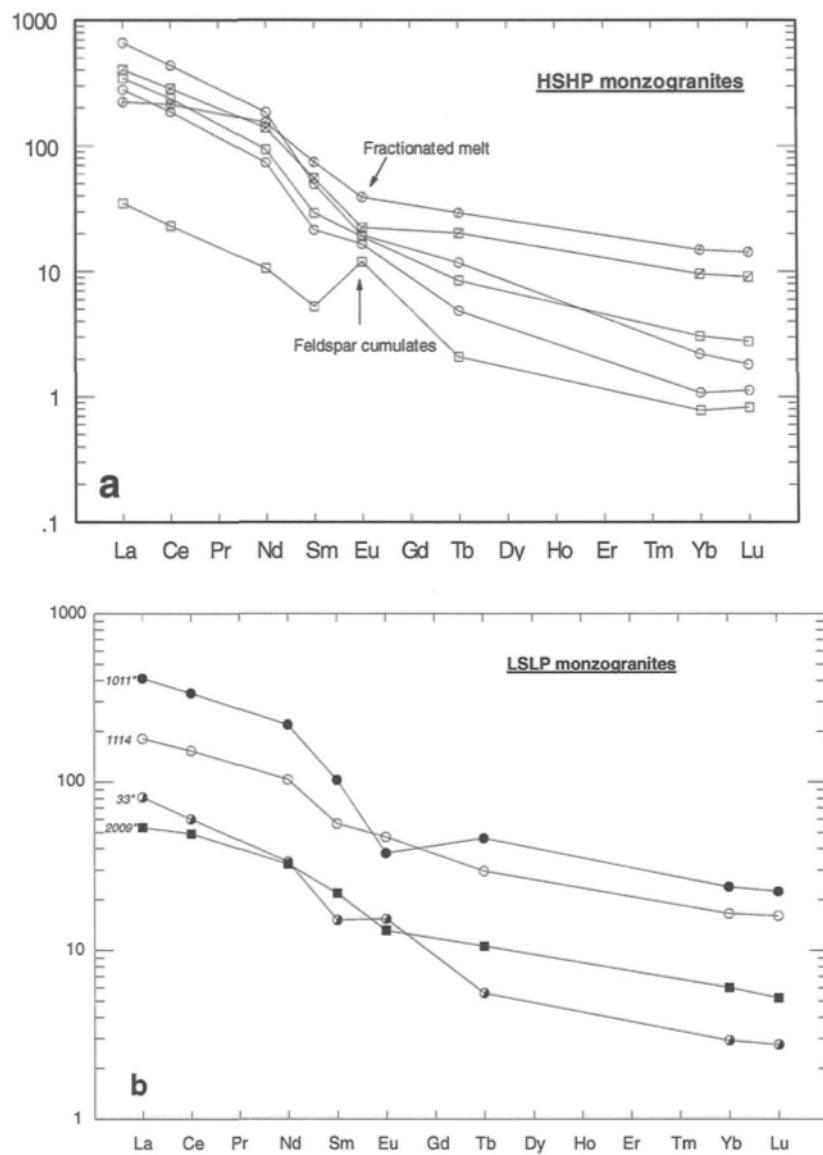 1000
HSHP monzogranites
Fractionated melt
100
10
Feldspar cumulates
1
a
.1
La Ce Pr Nd Sm Eu Gd Tb Dy Ho Er Tm Yb Lu
1000
LSLP monzogranites
1011*
1114
100
33*
2009*
10
b
1
La Ce Pr Nd Sm Eu Gd Tb Dy Ho Er Tm Yb Lu